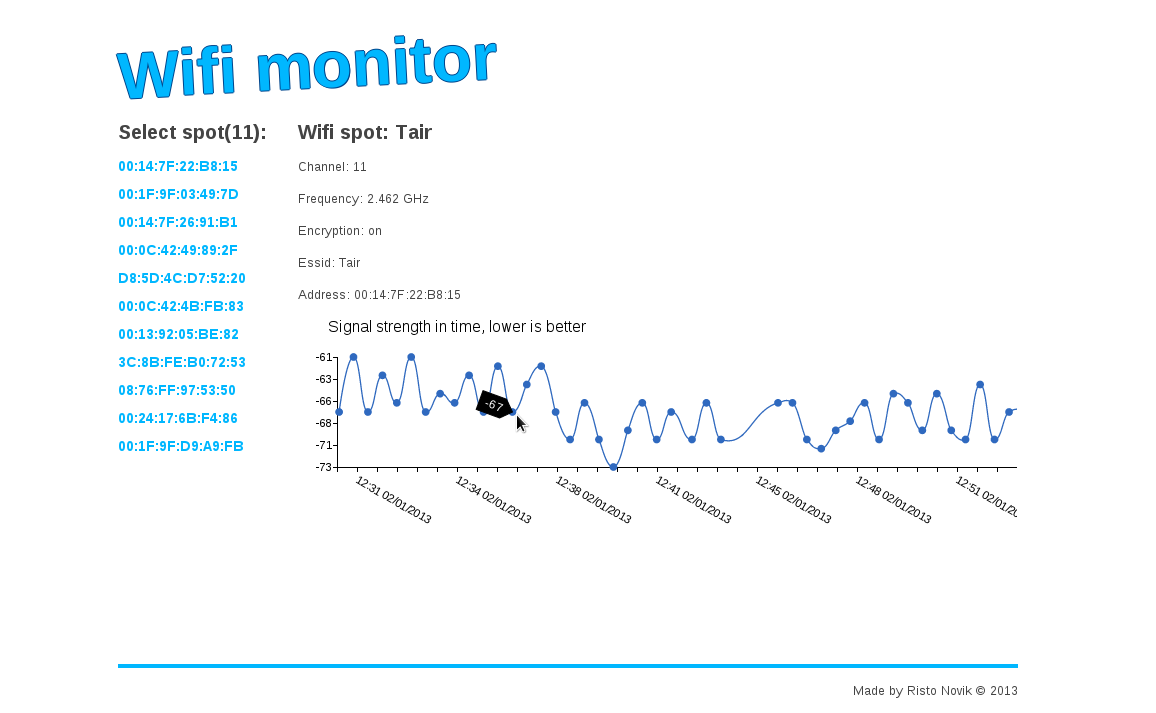 Wifi monitor
Select spot(11):
00:14:7F:22:B8:15
00:1F:9F:03:49:7D
00:14:7F:26:91:B1
00:0C:42:49:89:2F
D8:5D:4C:D7:52:20
00:0C:42:4B:FB:83
00:13:92:05:BE:82
3C:8B:FE:B0:72:53
08:76:FF:97:53:50
00:24:17:6B:F4:86
00:1F:9F:D9:A9:FB
Wifi spot: Tair
Channel: 11
Frequency: 2.462 GHz
Encryption: on
Essid: Tair
Address: 00:14:7F:22:B8:15
Signal strength in time, lower is better
-61
-63
-66
-68
-71
-73
-67
12:31 02/01/2013
12:34 02/01/2013
12:38 02/01/2013
12:41 02/01/2013
12:45 02/01/2013
12:48 02/01/2013
12:51 02/01/20
Made by Risto Novik © 2013